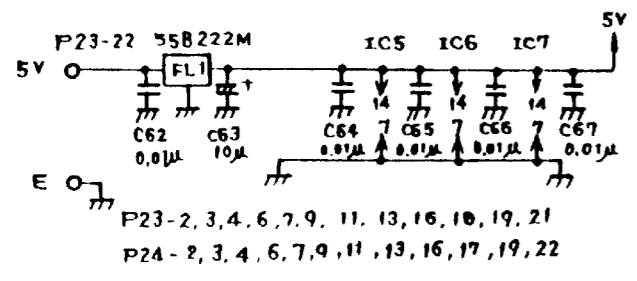 5V
P23-22 55B222M IC5 IC6 IC7
5V FL1 +
14 14 14
C62 C63 C64 7 C65 7 C66 7 C67
0.01µ 10µ 0.01µ 0.01µ 0.01µ 0.01µ
E
P23-2, 3, 4, 6, 7, 9, 11, 13, 16, 18, 19, 21
P24-2, 3, 4, 6, 7, 9, 11, 13, 16, 17, 19, 22